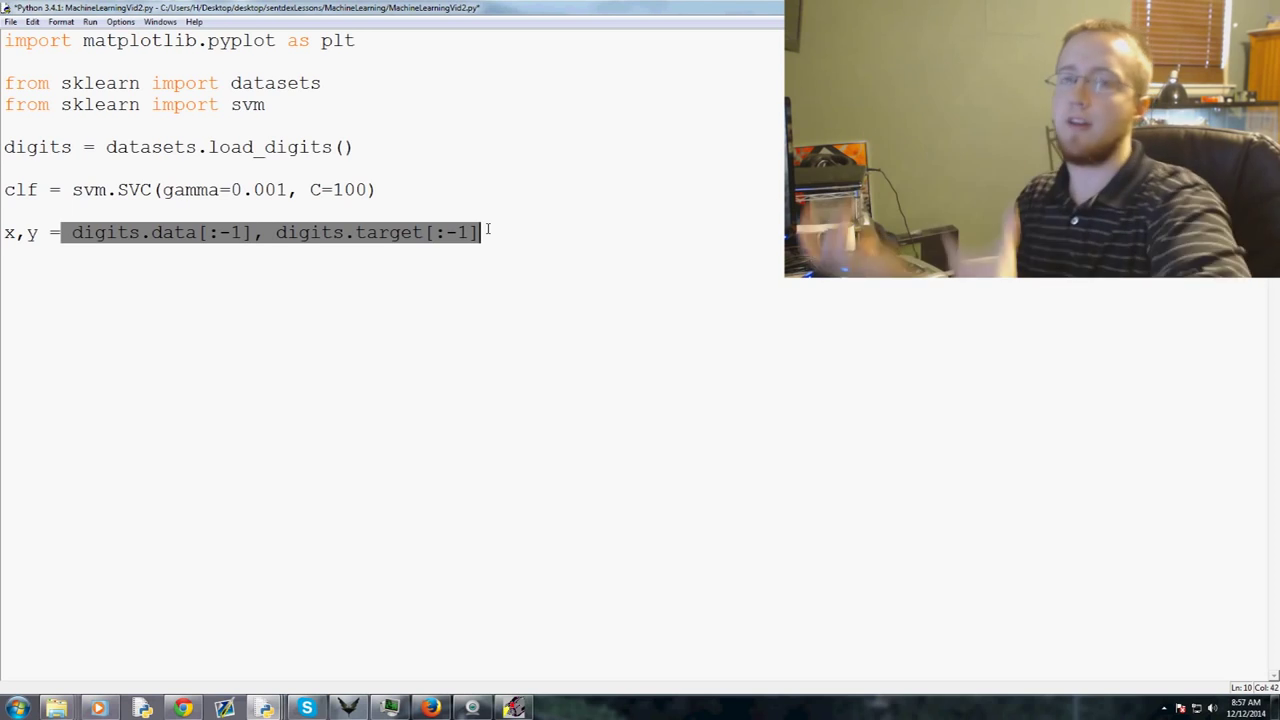 *Python 3.4.1: MachineLearningVid2.py - C:/Users/H/Desktop/desktop/sentdexLessons/MachineLearning/MachineLearningVid2.py*
File Edit Format Run Options Windows Help
import matplotlib.pyplot as plt
from sklearn import datasets
from sklearn import svm
digits = datasets.load_digits()
clf = svm.SVC(gamma=0.001, C=100)
x,y = digits.data[:-1], digits.target[:-1]
Ln: 10 Col: 42
8:57 AM
12/12/2014